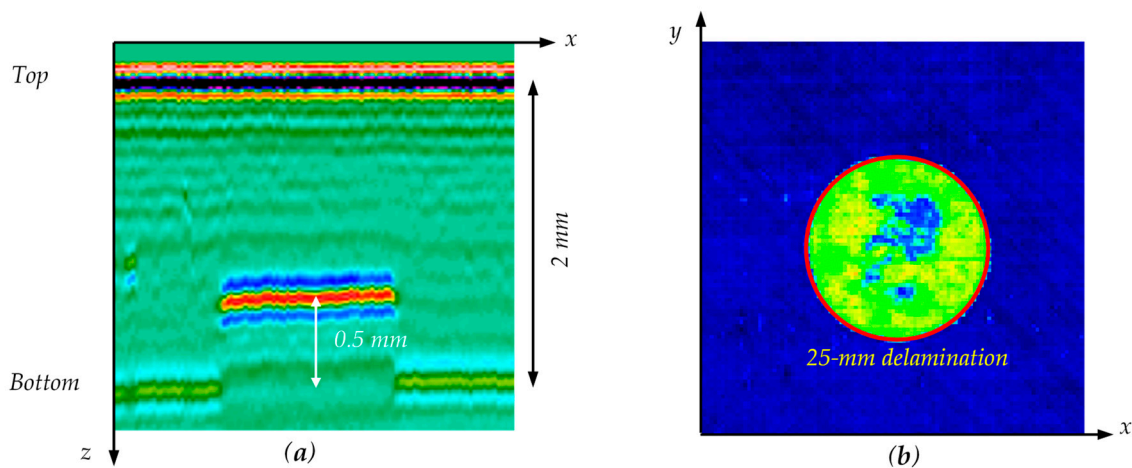 x
Top
2 mm
0.5 mm
Bottom
z
(a)
y
25-mm delamination
x
(b)